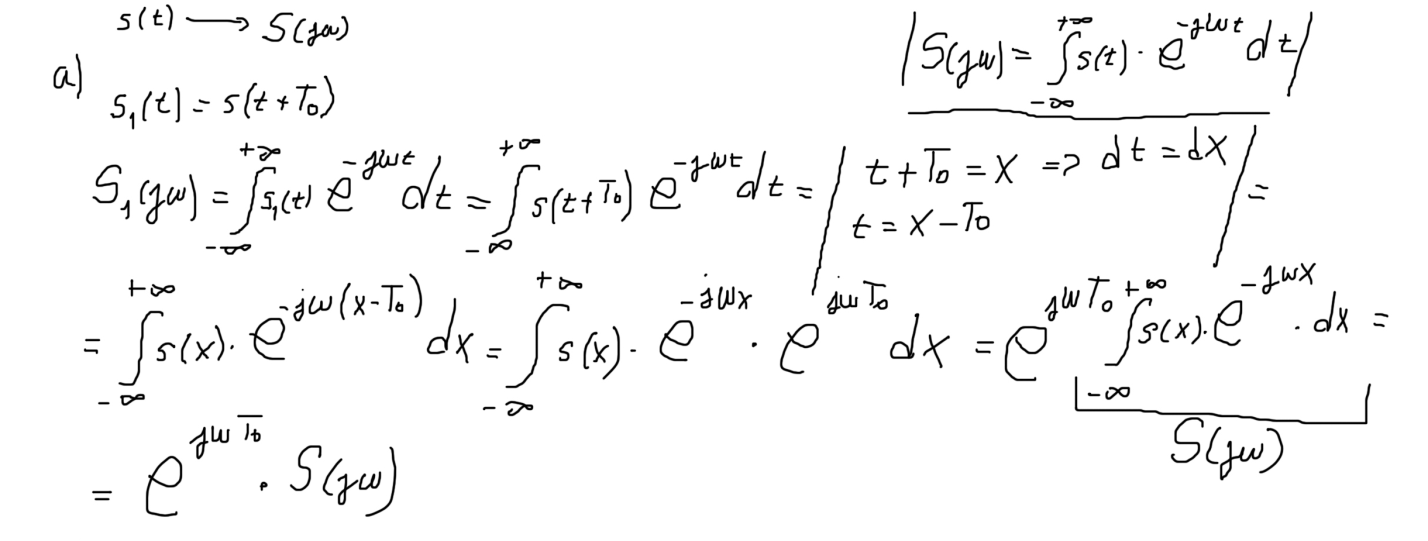 s(t) ⟶ S(jω)
|S(jω) = ∫_{-∞}^{+∞} s(t) · e^{-jωt} dt|
a)
s₁(t) = s(t + T₀)
S₁(jω) = ∫_{-∞}^{+∞} s₁(t) e^{-jωt} dt = ∫_{-∞}^{+∞} s(t+T₀) e^{-jωt} dt = | t + T₀ = x => dt = dx | =
t = x - T₀
= ∫_{-∞}^{+∞} s(x) · e^{-jω(x-T₀)} dx = ∫_{-∞}^{+∞} s(x) · e^{-jωx} · e^{jωT₀} dx = e^{jωT₀} ∫_{-∞}^{+∞} s(x) · e^{-jωx} · dx =
S(jω)
= e^{jωT₀} · S(jω)